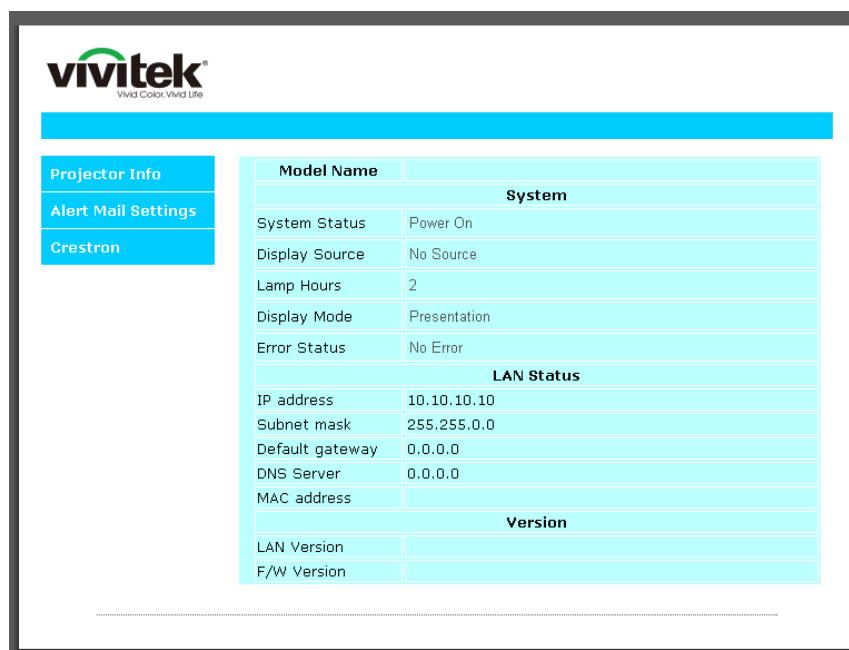 vivitek®
Vivid Color. Vivid Life
Projector Info
Alert Mail Settings
Crestron
Model Name
System
System Status Power On
Display Source No Source
Lamp Hours 2
Display Mode Presentation
Error Status No Error
LAN Status
IP address 10.10.10.10
Subnet mask 255.255.0.0
Default gateway 0.0.0.0
DNS Server 0.0.0.0
MAC address
Version
LAN Version
F/W Version